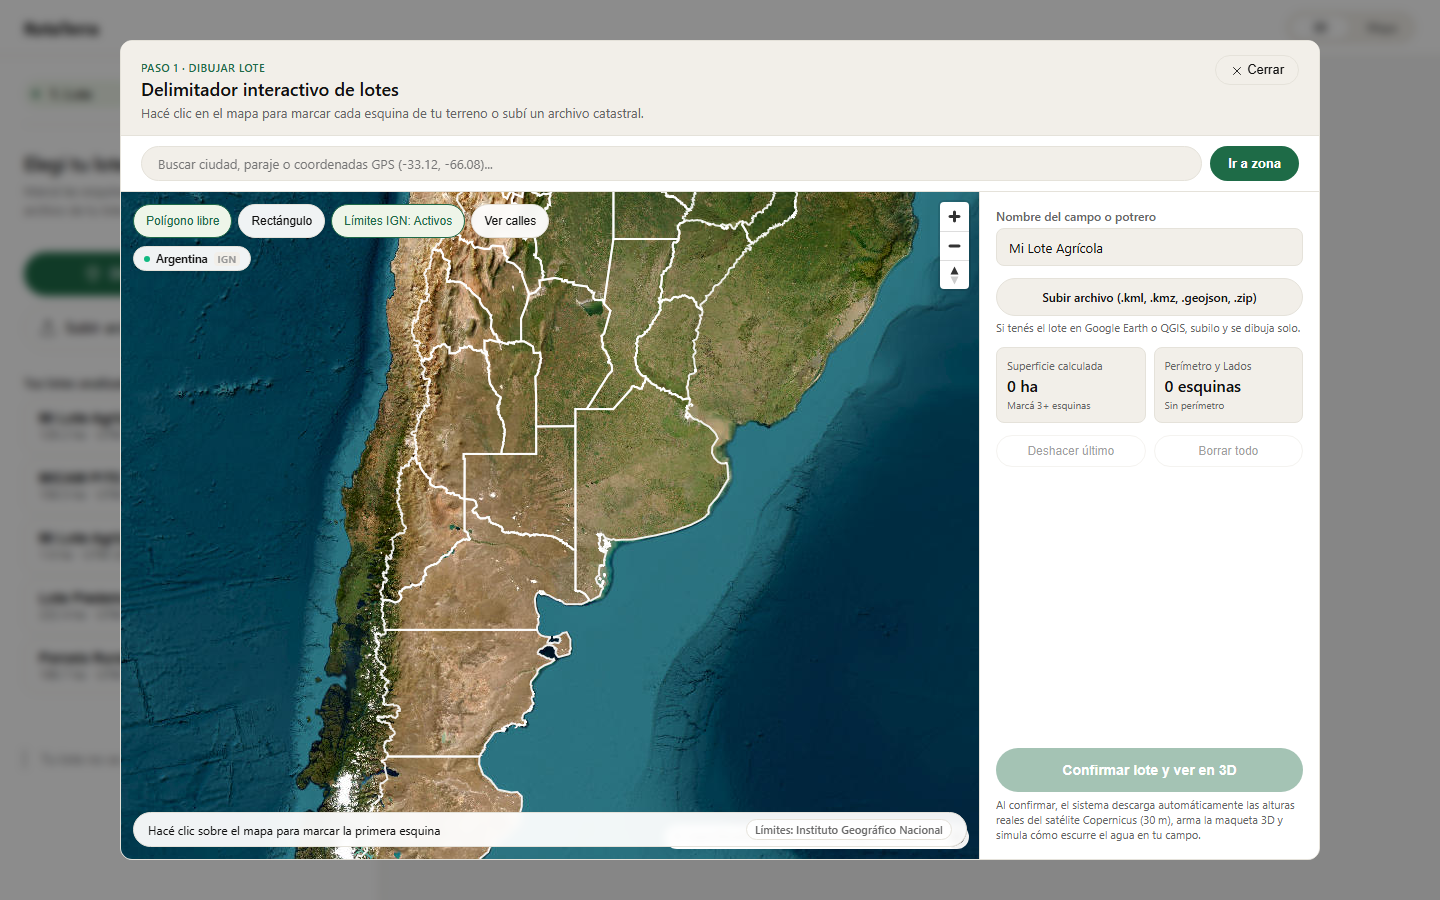 PASO 1 · DIBUJAR LOTE
Delimitador interactivo de lotes
Hacé clic en el mapa para marcar cada esquina de tu terreno o subí un archivo catastral.
Cerrar
Buscar ciudad, paraje o coordenadas GPS (-33.12, -66.08)...
Ir a zona
Polígono libre
Rectángulo
Límites IGN: Activos
Ver calles
Argentina IGN
Nombre del campo o potrero
Mi Lote Agrícola
Subir archivo (.kml, .kmz, .geojson, .zip)
Si tenés el lote en Google Earth o QGIS, subilo y se dibuja solo.
Superficie calculada
0 ha
Marcá 3+ esquinas
Perímetro y Lados
0 esquinas
Sin perímetro
Deshacer último
Borrar todo
Confirmar lote y ver en 3D
Al confirmar, el sistema descarga automáticamente las alturas
reales del satélite Copernicus (30 m), arma la maqueta 3D y
simula cómo escurre el agua en tu campo.
Hacé clic sobre el mapa para marcar la primera esquina
Límites: Instituto Geográfico Nacional